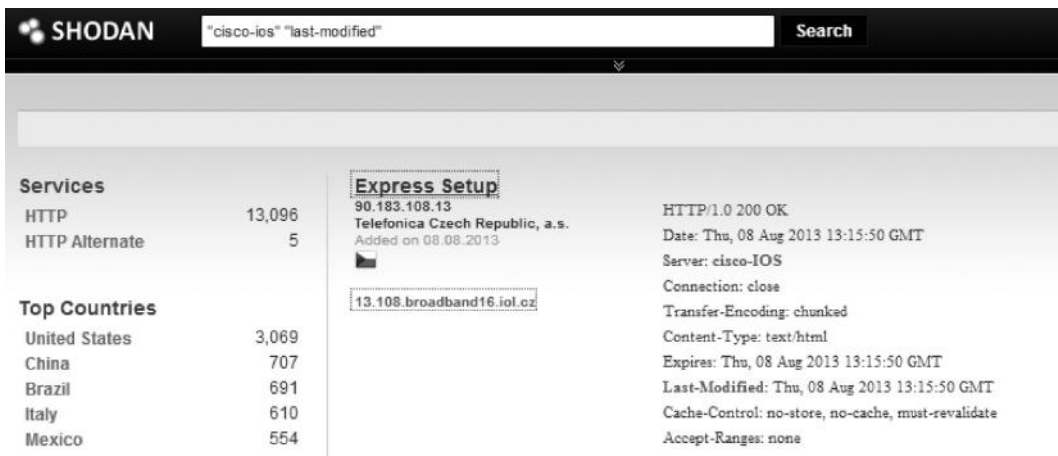 SHODAN
"cisco-ios" "last-modified"
Search
Services
HTTP 13,096
HTTP Alternate 5
Top Countries
United States 3,069
China 707
Brazil 691
Italy 610
Mexico 554
Express Setup
90.183.108.13
Telefonica Czech Republic, a.s.
Added on 08.08.2013
13.108.broadband16.iol.cz
HTTP/1.0 200 OK
Date: Thu, 08 Aug 2013 13:15:50 GMT
Server: cisco-IOS
Connection: close
Transfer-Encoding: chunked
Content-Type: text/html
Expires: Thu, 08 Aug 2013 13:15:50 GMT
Last-Modified: Thu, 08 Aug 2013 13:15:50 GMT
Cache-Control: no-store, no-cache, must-revalidate
Accept-Ranges: none